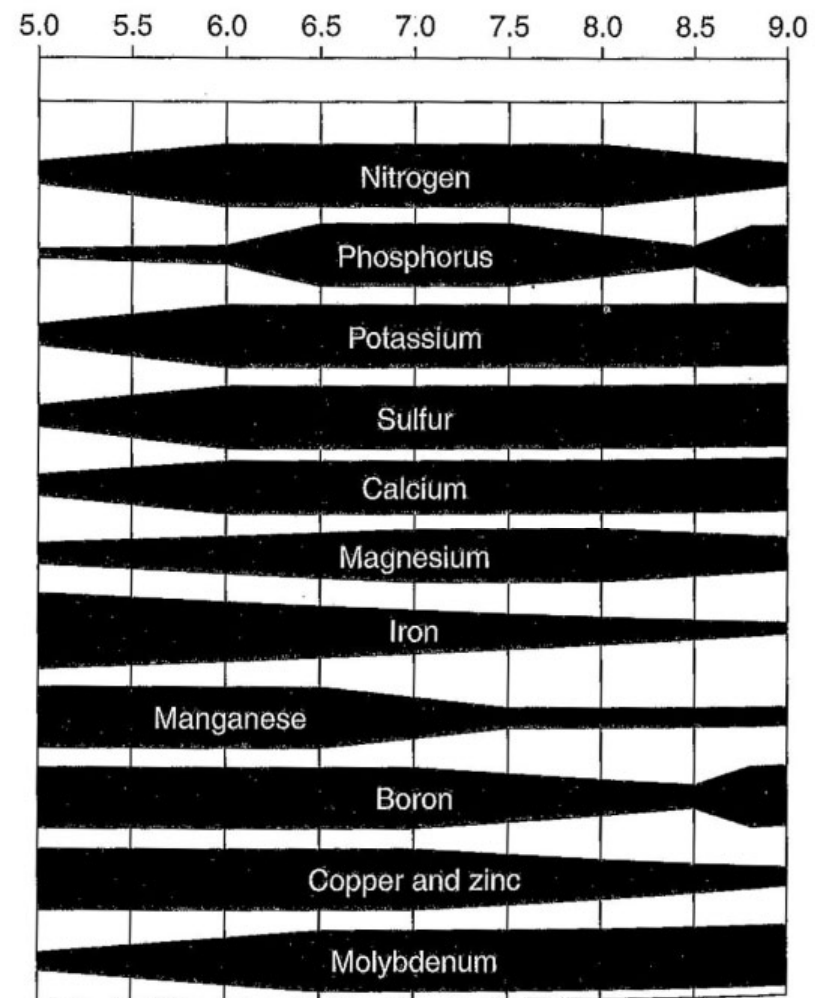 5.0 5.5 6.0 6.5 7.0 7.5 8.0 8.5 9.0
Nitrogen
Phosphorus
Potassium
Sulfur
Calcium
Magnesium
Iron
Manganese
Boron
Copper and zinc
Molybdenum